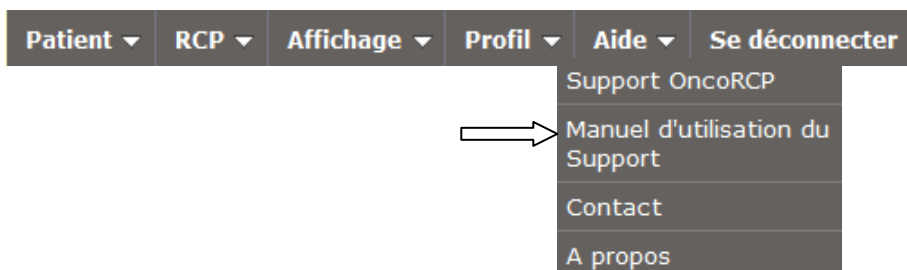 Patient RCP Affichage Profil Aide Se déconnecter
Support OncoRCP
Manuel d'utilisation du
Support
Contact
A propos